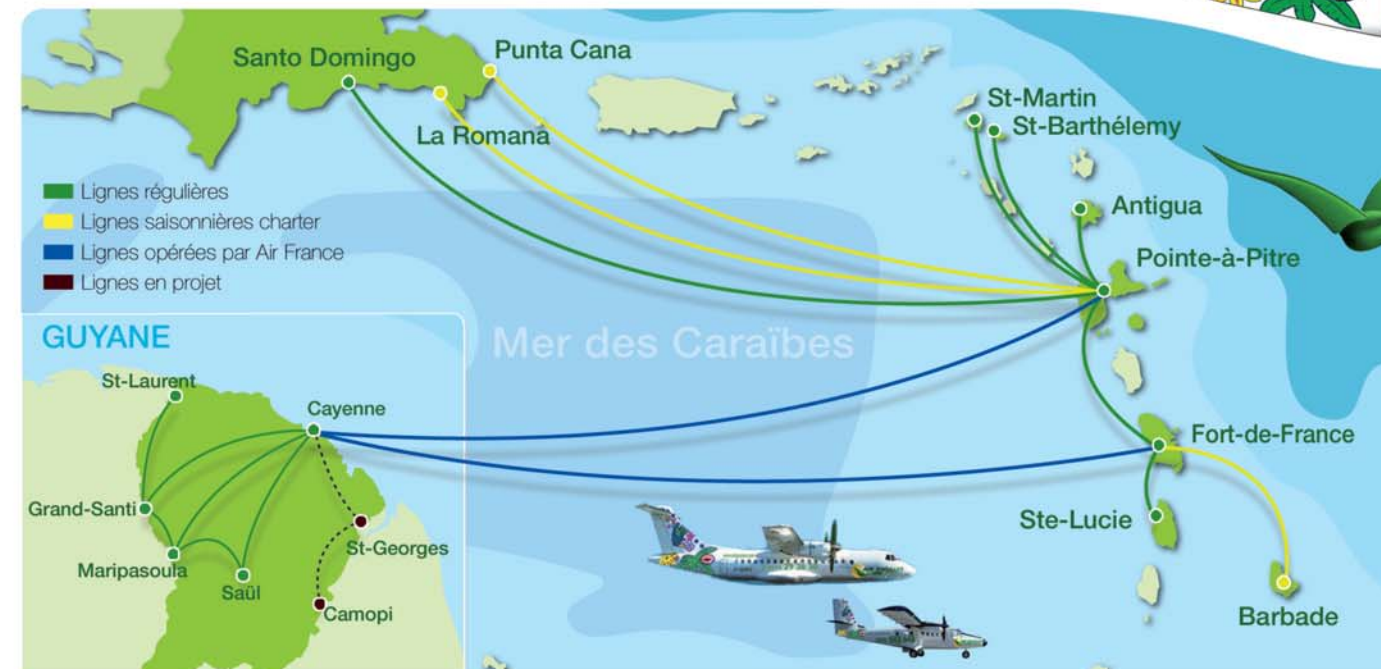 Santo Domingo
Punta Cana
La Romana
St-Martin
St-Barthélemy
Antigua
Pointe-à-Pitre
Lignes régulières
Lignes saisonnières charter
Lignes opérées par Air France
Lignes en projet
Mer des Caraïbes
GUYANE
St-Laurent
Cayenne
Grand-Santi
Maripasoula
Saül
St-Georges
Camopi
Fort-de-France
Ste-Lucie
Barbade